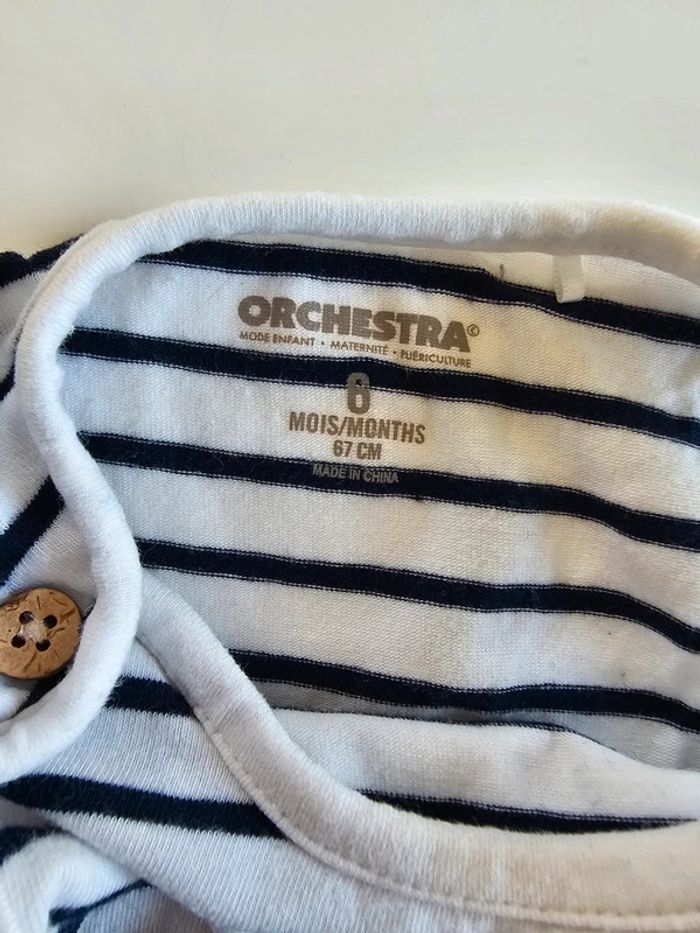 ORCHESTRA©
MODE ENFANT • MATERNITÉ • PUÉRICULTURE
6
MOIS/MONTHS
67 CM
MADE IN CHINA